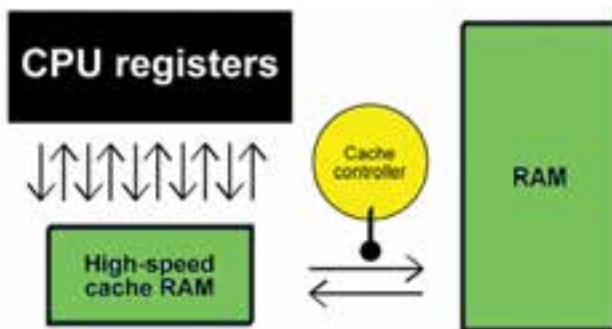 CPU registers
Cache
controller
RAM
High-speed
cache RAM